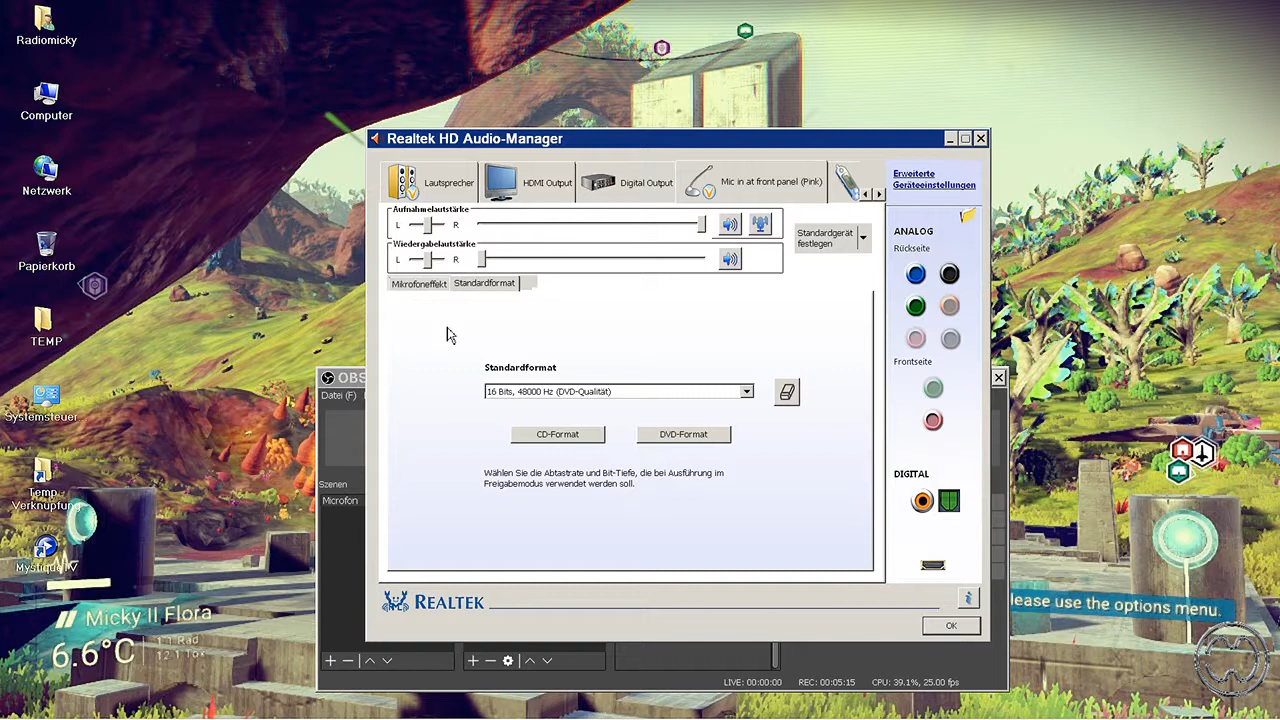 Radiomicky
Computer
Netzwerk
Papierkorb
TEMP
Systemsteuer
Temp
Verknüpfung
Realtek HD Audio-Manager
Lautsprecher
HDMI Output
Digital Output
Mic in at front panel (Pink)
Erweiterte
Geräteeinstellungen
Aufnahmelautstärke
L
R
Wiedergabelautstärke
L
R
Standardgerät
festlegen
Mikrofoneffekt
Standardformat
Standardformat
16 Bits, 48000 Hz (DVD-Qualität)
CD-Format
DVD-Format
Wählen Sie die Abtastrate und Bit-Tiefe, die bei Ausführung im
Freigabemodus verwendet werden soll.
ANALOG
Rückseite
Frontseite
DIGITAL
REALTEK
OK
OBS
Datei (F)
Szenen
Microfon
LIVE: 00:00:00
REC: 00:05:15
CPU: 39.1%, 25.00 fps
Micky II Flora
6.6°C
lease use the options menu.